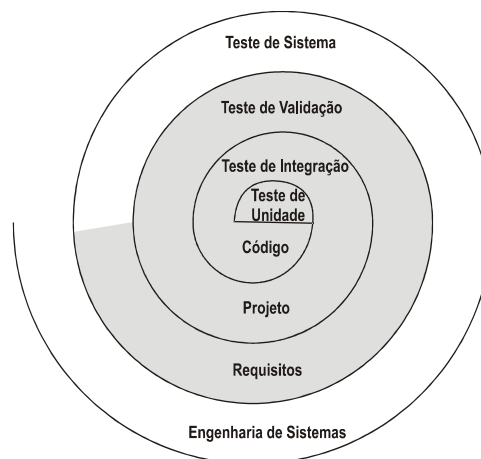 Teste de Sistema
Teste de Validação
Teste de Integração
Teste de
Unidade
Código
Projeto
Requisitos
Engenharia de Sistemas